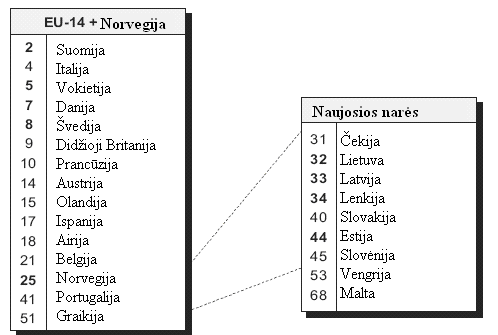 EU-14 + Norvegija
2 Suomija
4 Italija
5 Vokietija
7 Danija
8 Švedija
9 Didžioji Britanija
10 Prancūzija
14 Austrija
15 Olandija
17 Ispanija
18 Airija
21 Belgija
25 Norvegija
41 Portugalija
51 Graikija
Naujosios narės
31 Čekija
32 Lietuva
33 Latvija
34 Lenkija
40 Slovakija
44 Estija
45 Slovėnija
53 Vengrija
68 Malta